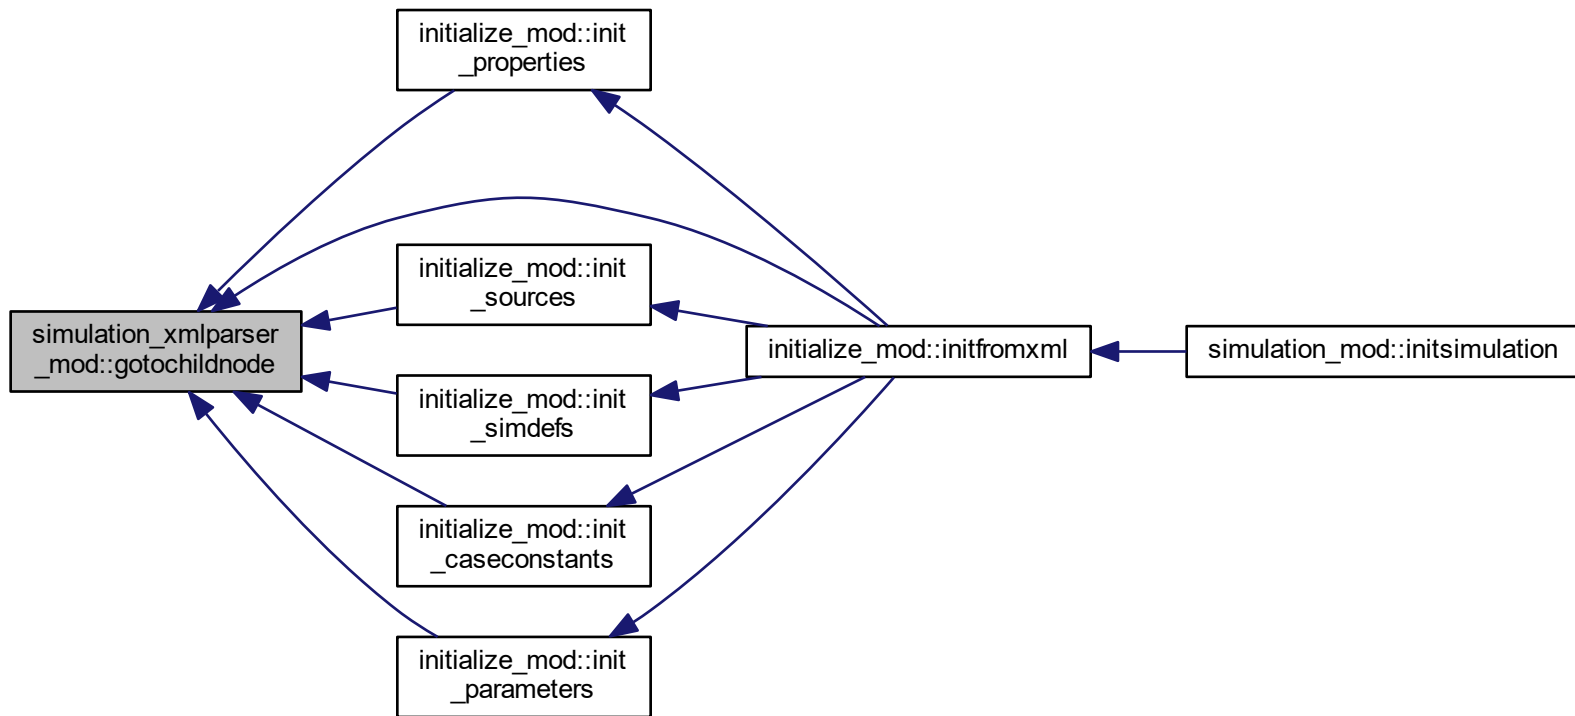 initialize_mod::init
_properties
initialize_mod::init
_sources
simulation_xmlparser
_mod::gotochildnode
initialize_mod::initfromxml
simulation_mod::initsimulation
initialize_mod::init
_simdefs
initialize_mod::init
_caseconstants
initialize_mod::init
_parameters